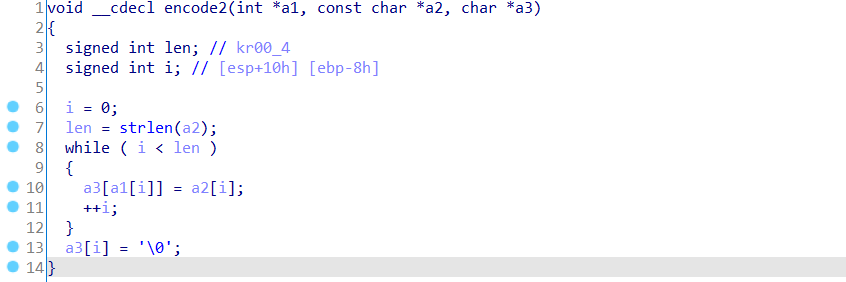 1 void __cdecl encode2(int *a1, const char *a2, char *a3)
2 {
3   signed int len; // kr00_4
4   signed int i; // [esp+10h] [ebp-8h]
5
6   i = 0;
7   len = strlen(a2);
8   while ( i < len )
9   {
10     a3[a1[i]] = a2[i];
11     ++i;
12   }
13   a3[i] = '\0';
14 }